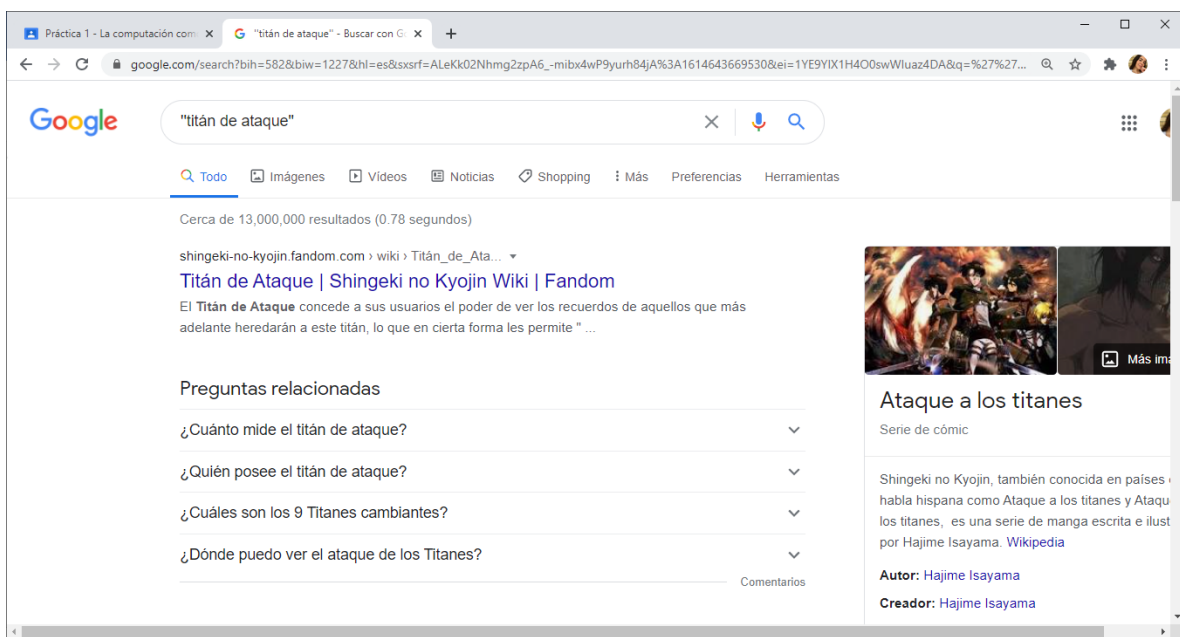 Práctica 1 - La computación com
"titán de ataque" - Buscar con G
google.com/search?bih=582&biw=1227&hl=es&sxsrf=ALeKk02Nhmg2zpA6_-mibx4wP9yurh84jA%3A1614643669530&ei=1YE9YIX1H4O0swWluaz4DA&q=%27%27...
Google
"titán de ataque"
Todo Imágenes Vídeos Noticias Shopping Más Preferencias Herramientas
Cerca de 13,000,000 resultados (0.78 segundos)
shingeki-no-kyojin.fandom.com › wiki › Titán_de_Ata...
Titán de Ataque | Shingeki no Kyojin Wiki | Fandom
El Titán de Ataque concede a sus usuarios el poder de ver los recuerdos de aquellos que más
adelante heredarán a este titán, lo que en cierta forma les permite " ...
Preguntas relacionadas
¿Cuánto mide el titán de ataque?
¿Quién posee el titán de ataque?
¿Cuáles son los 9 Titanes cambiantes?
¿Dónde puedo ver el ataque de los Titanes?
Comentarios
Más im
Ataque a los titanes
Serie de cómic
Shingeki no Kyojin, también conocida en países
habla hispana como Ataque a los titanes y Ataqu
los titanes, es una serie de manga escrita e ilust
por Hajime Isayama. Wikipedia
Autor: Hajime Isayama
Creador: Hajime Isayama